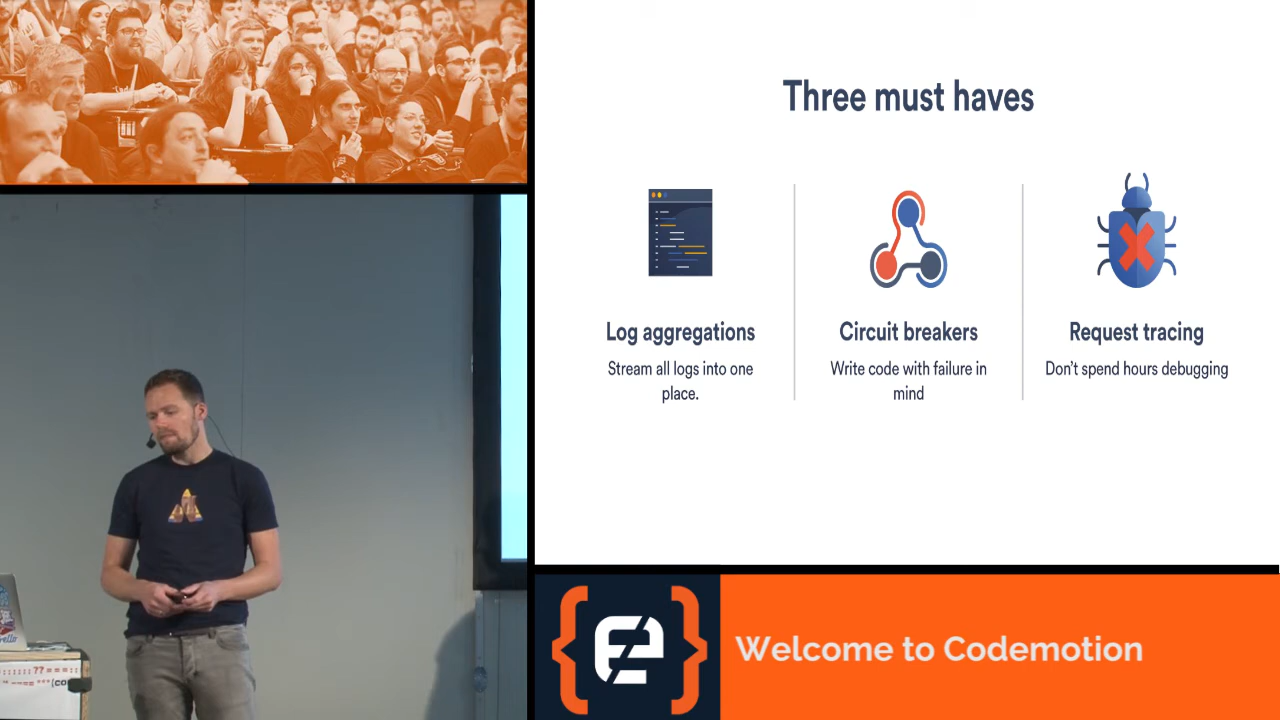 Three must haves
Log aggregations
Stream all logs into one
place.
Circuit breakers
Write code with failure in
mind
Request tracing
Don't spend hours debugging
Welcome to Codemotion